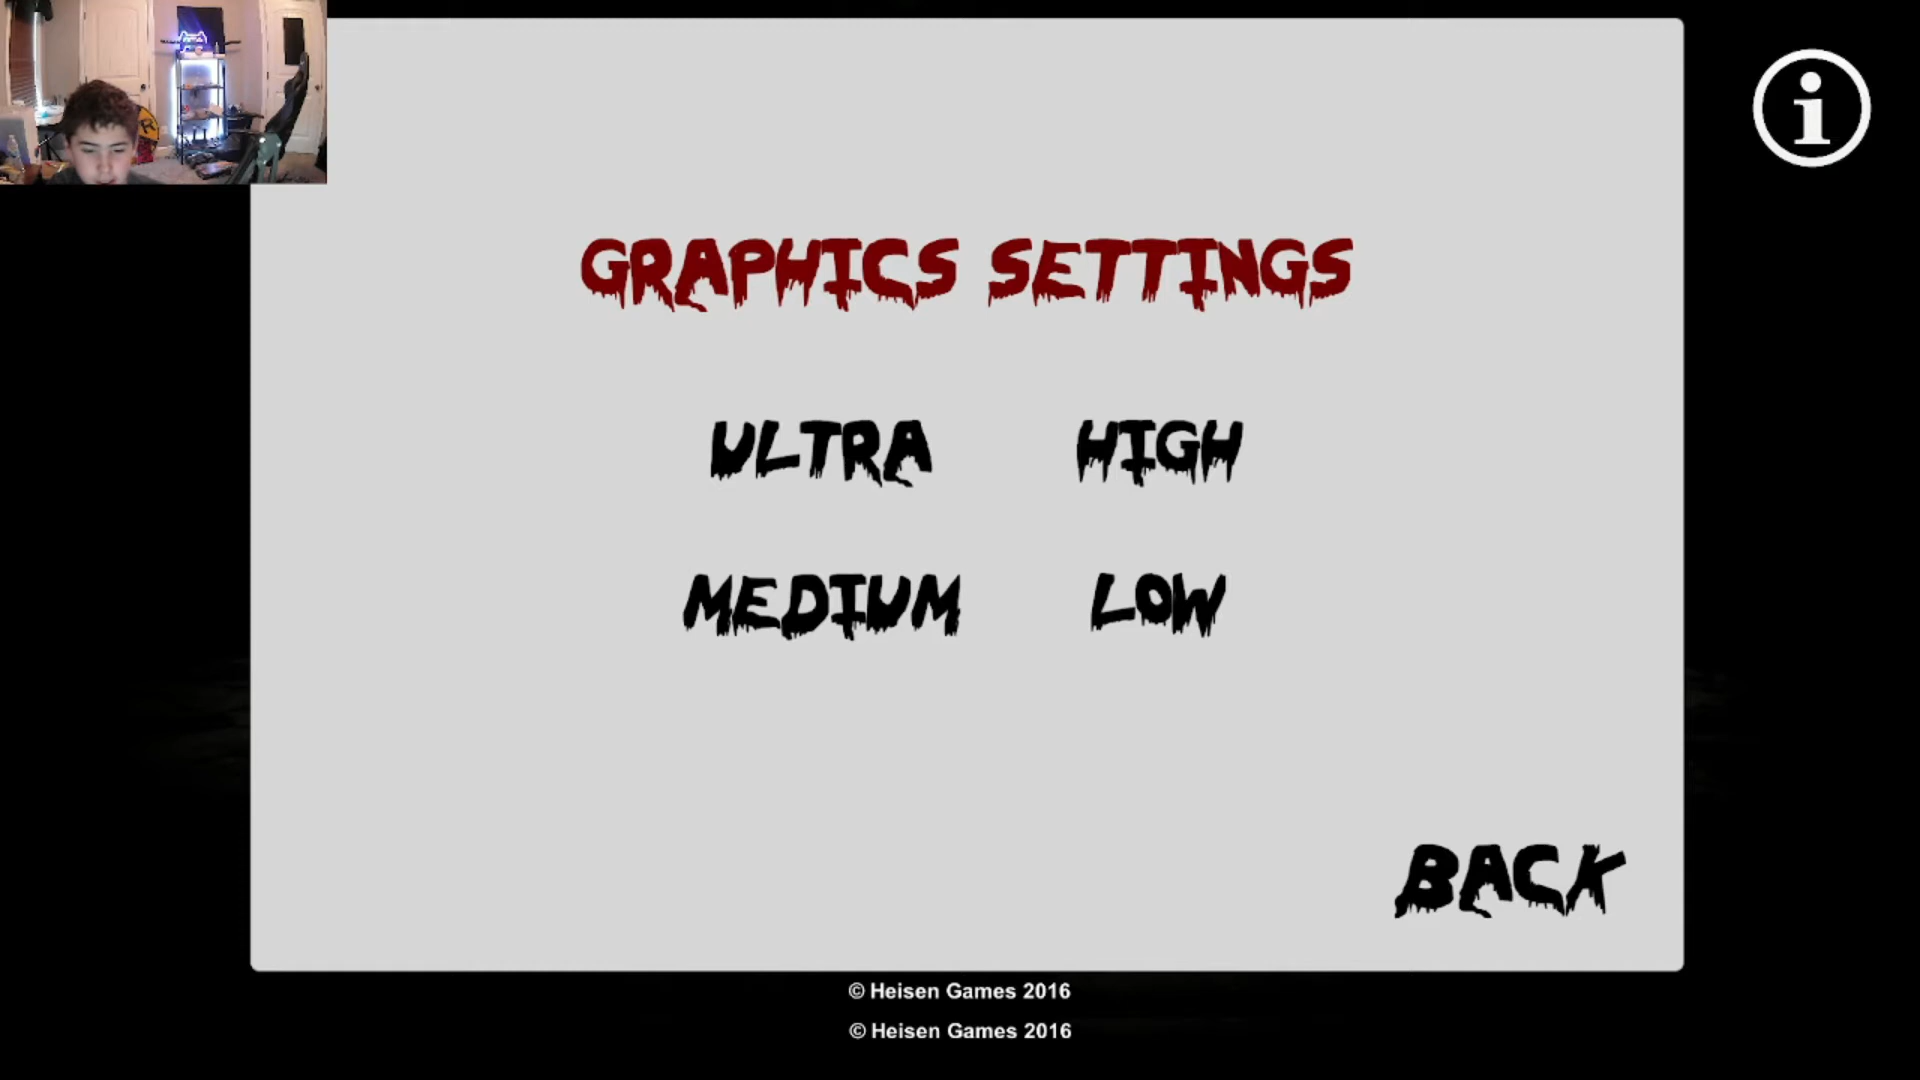 GRAPHICS SETTINGS
ULTRA HIGH
MEDIUM LOW
BACK
© Heisen Games 2016
© Heisen Games 2016